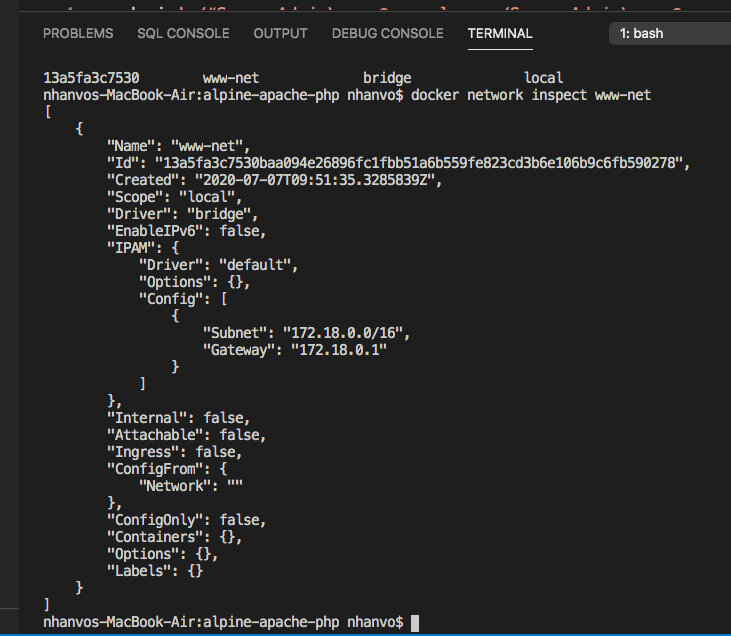 PROBLEMS SQL CONSOLE OUTPUT DEBUG CONSOLE TERMINAL 1: bash
13a5fa3c7530 www-net bridge local
nhanvos-MacBook-Air:alpine-apache-php nhanvo$ docker network inspect www-net
[
    {
        "Name": "www-net",
        "Id": "13a5fa3c7530baa094e26896fc1fbb51a6b559fe823cd3b6e106b9c6fb590278",
        "Created": "2020-07-07T09:51:35.3285839Z",
        "Scope": "local",
        "Driver": "bridge",
        "EnableIPv6": false,
        "IPAM": {
            "Driver": "default",
            "Options": {},
            "Config": [
                {
                    "Subnet": "172.18.0.0/16",
                    "Gateway": "172.18.0.1"
                }
            ]
        },
        "Internal": false,
        "Attachable": false,
        "Ingress": false,
        "ConfigFrom": {
            "Network": ""
        },
        "ConfigOnly": false,
        "Containers": {},
        "Options": {},
        "Labels": {}
    }
]
nhanvos-MacBook-Air:alpine-apache-php nhanvo$